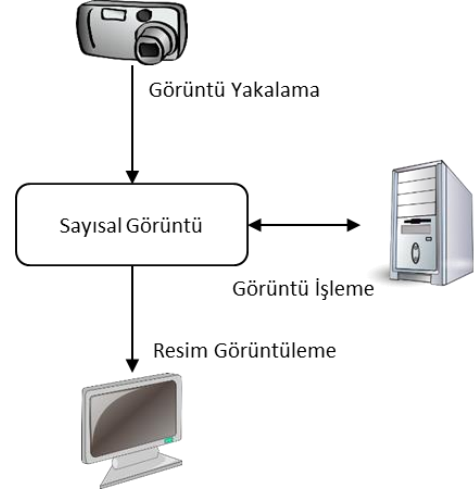 Görüntü Yakalama
Sayısal Görüntü
Görüntü İşleme
Resim Görüntüleme